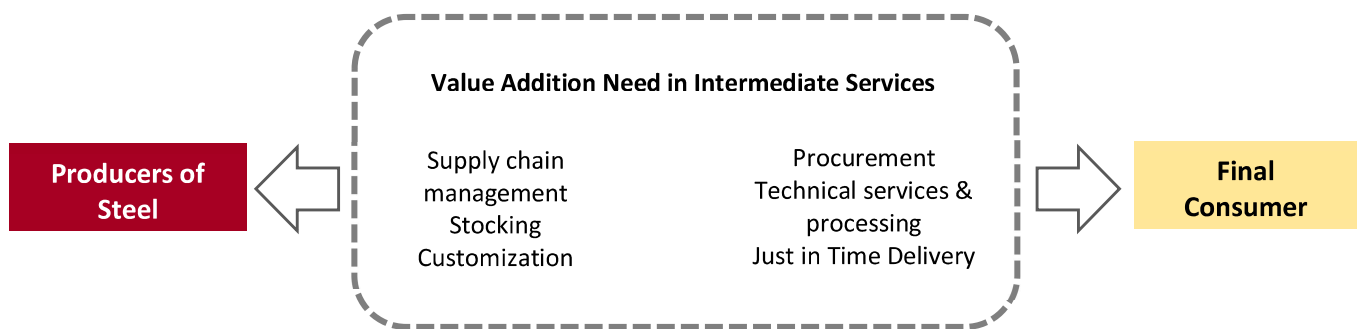 Value Addition Need in Intermediate Services
Producers of
Steel
Supply chain
management
Stocking
Customization
Procurement
Technical services &
processing
Just in Time Delivery
Final
Consumer